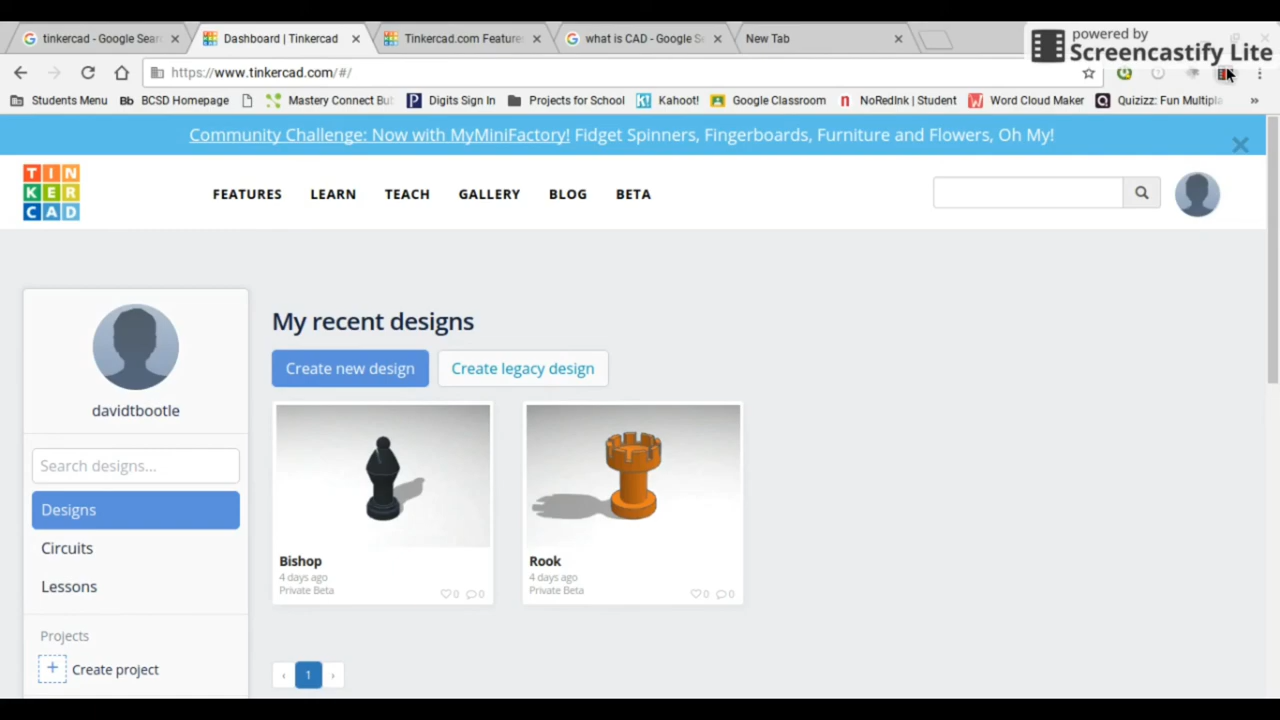 powered by
Screencastify Lite
tinkercad - Google Sear
Dashboard | Tinkercad
Tinkercad.com Feature
what is CAD - Google Se
New Tab
https://www.tinkercad.com/#/
Students Menu
Bb BCSD Homepage
Mastery Connect Bu
Digits Sign In
Projects for School
Kahoot!
Google Classroom
NoRedInk | Student
Word Cloud Maker
Quizizz: Fun Multipla
Community Challenge: Now with MyMiniFactory! Fidget Spinners, Fingerboards, Furniture and Flowers, Oh My!
TIN
KER
CAD
FEATURES LEARN TEACH GALLERY BLOG BETA
davidtbootle
Search designs...
Designs
Circuits
Lessons
Projects
+ Create project
My recent designs
Create new design
Create legacy design
Bishop
4 days ago
Private Beta
0 0
Rook
4 days ago
Private Beta
0 0
‹ 1 ›